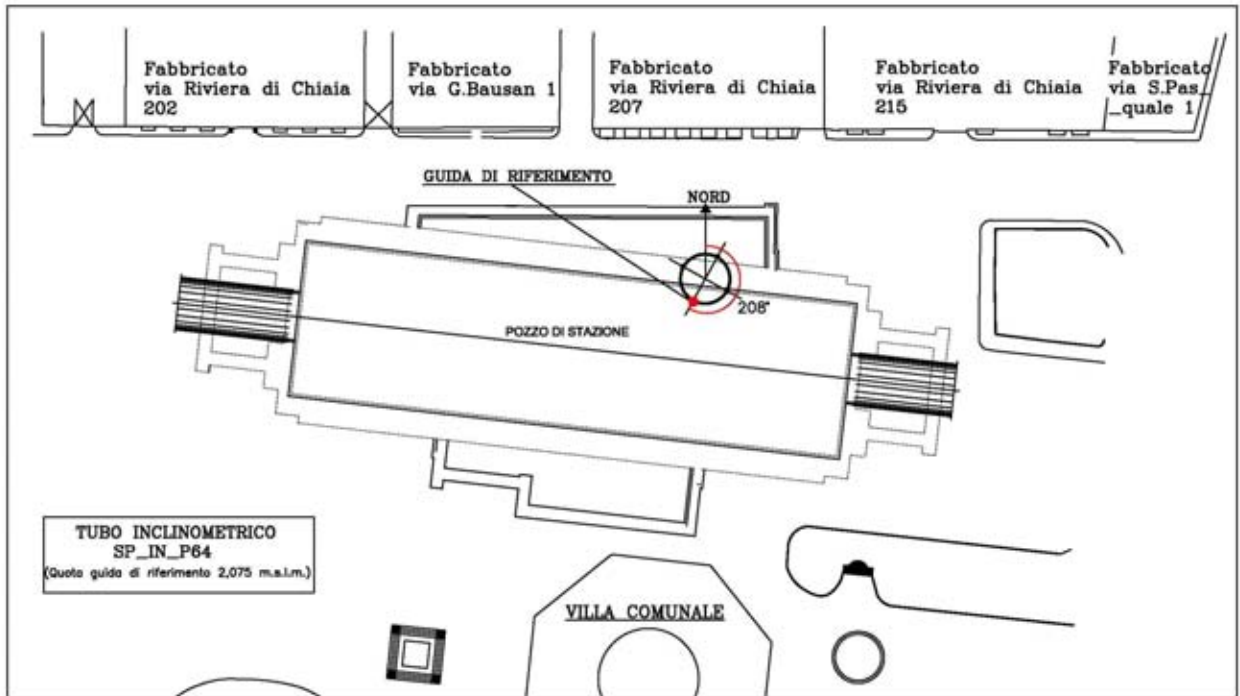 Fabbricato
via Riviera di Chiaia
202
Fabbricato
via G.Bausan 1
Fabbricato
via Riviera di Chiaia
207
Fabbricato
via Riviera di Chiaia
215
Fabbricato
via S.Pas
_quale 1
GUIDA DI RIFERIMENTO
NORD
208°
POZZO DI STAZIONE
TUBO INCLINOMETRICO
SP_IN_P64
(Quota guida di riferimento 2,075 m.s.l.m.)
VILLA COMUNALE